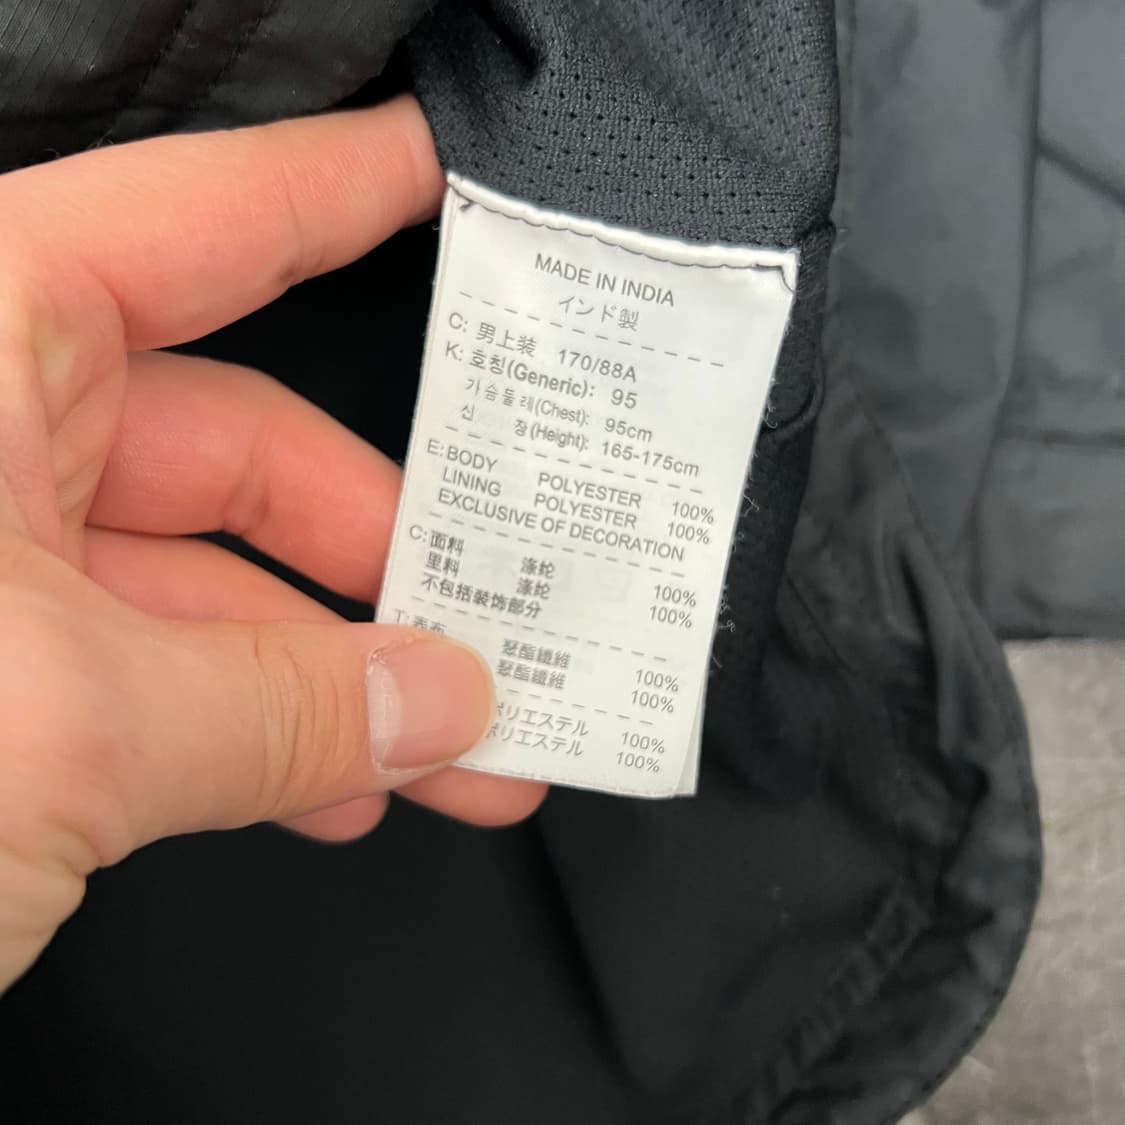 MADE IN INDIA
インド製
C: 男上装 170/88A
K: 호칭(Generic): 95
가슴둘레(Chest): 95cm
신 장(Height): 165-175cm
E: BODY POLYESTER 100%
LINING POLYESTER 100%
EXCLUSIVE OF DECORATION
C: 面料 涤纶 100%
里料 涤纶 100%
不包括装饰部分
T: 表布 聚酯纖維 100%
聚酯纖維 100%
ポリエステル 100%
ポリエステル 100%